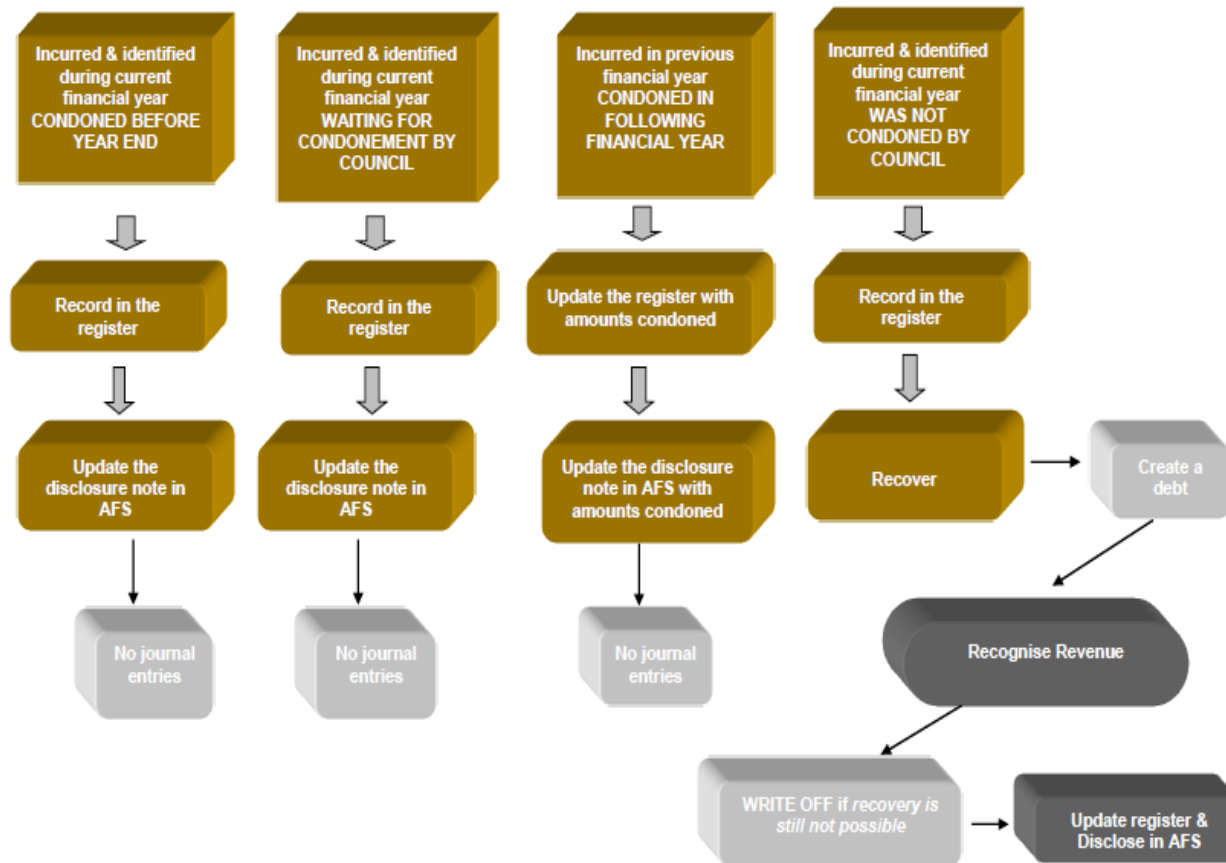 Incurred & identified
during current
financial year
CONDONED BEFORE
YEAR END
Incurred & identified
during current
financial year
WAITING FOR
CONDONEMENT BY
COUNCIL
Incurred in previous
financial year
CONDONED IN
FOLLOWING
FINANCIAL YEAR
Incurred & identified
during current
financial year
WAS NOT
CONDONED BY
COUNCIL
Record in the
register
Record in the
register
Update the register with
amounts condoned
Record in the
register
Update the
disclosure note in
AFS
Update the
disclosure note in
AFS
Update the disclosure
note in AFS with
amounts condoned
Recover
Create a
debt
No journal
entries
No journal
entries
No journal
entries
Recognise Revenue
WRITE OFF if recovery is
still not possible
Update register &
Disclose in AFS